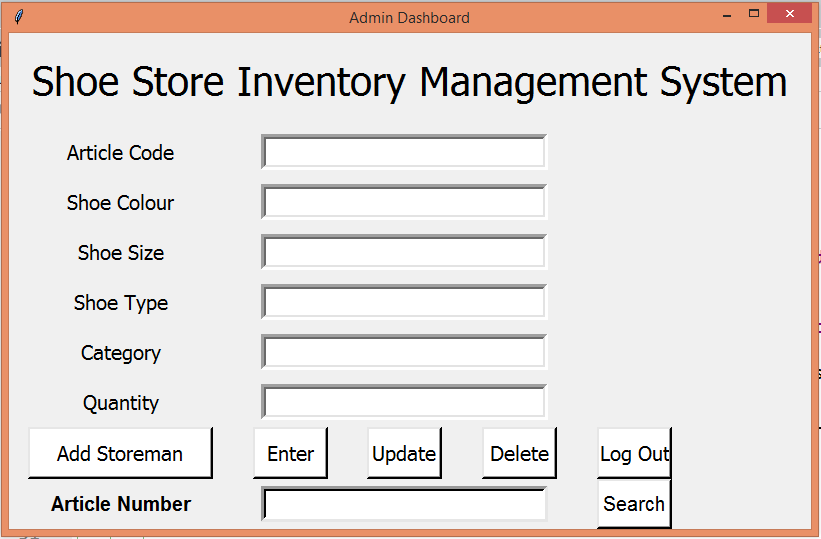 Admin Dashboard
Shoe Store Inventory Management System
Article Code
Shoe Colour
Shoe Size
Shoe Type
Category
Quantity
Add Storeman Enter Update Delete Log Out
Article Number Search